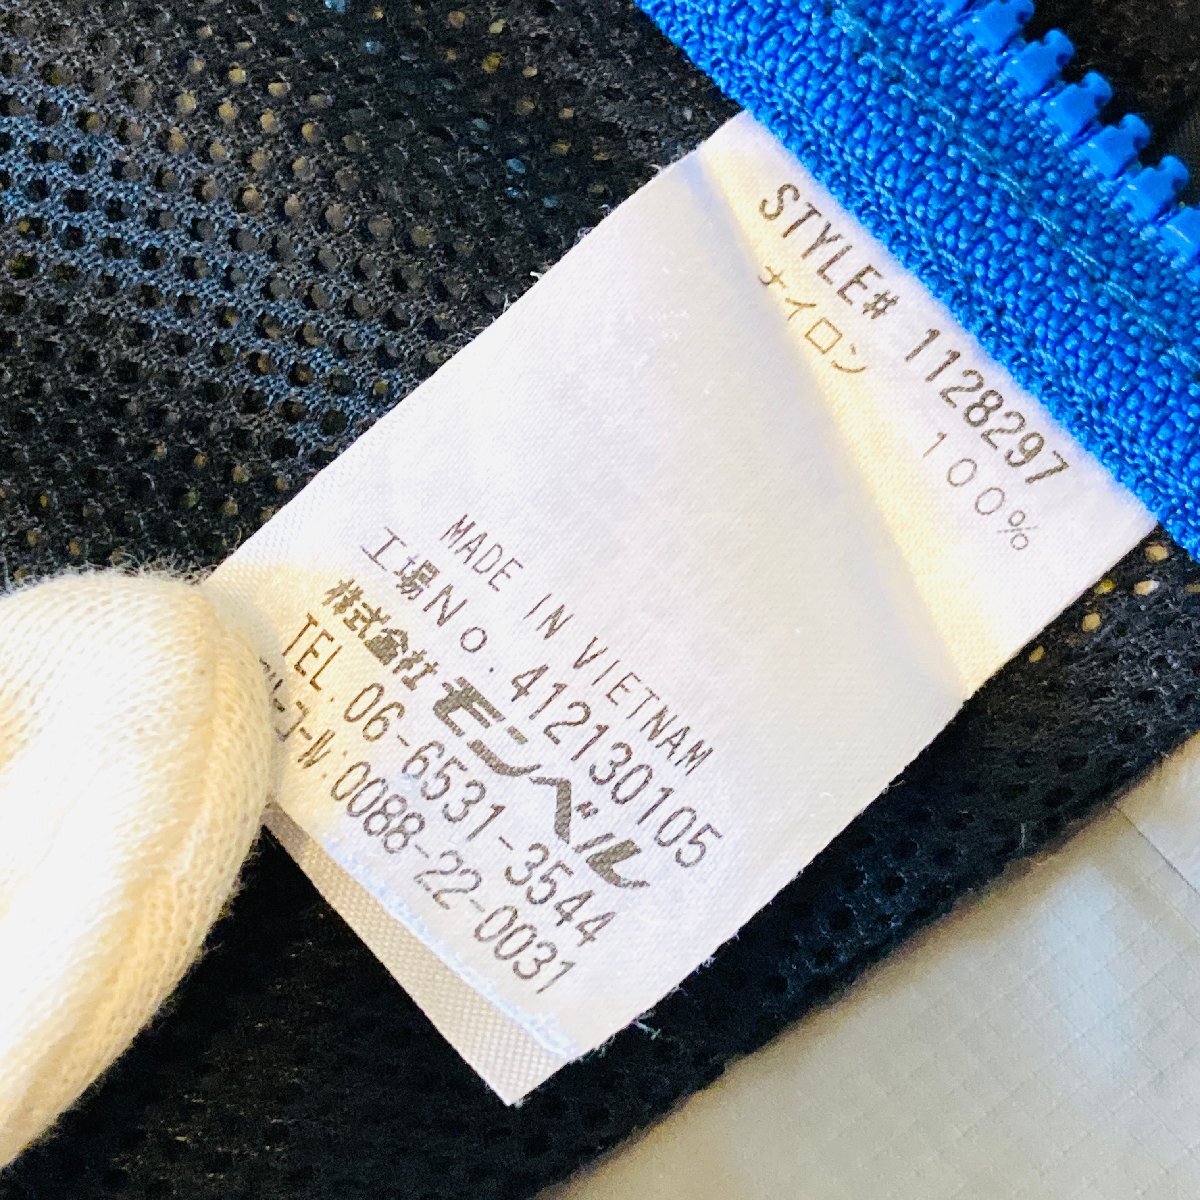 STYLE# 1128297
ナイロン 100%
MADE IN VIETNAM
工場No.412130105
株式会社モンベル
TEL.06-6531-3544
フリーコール.0088-22-0031